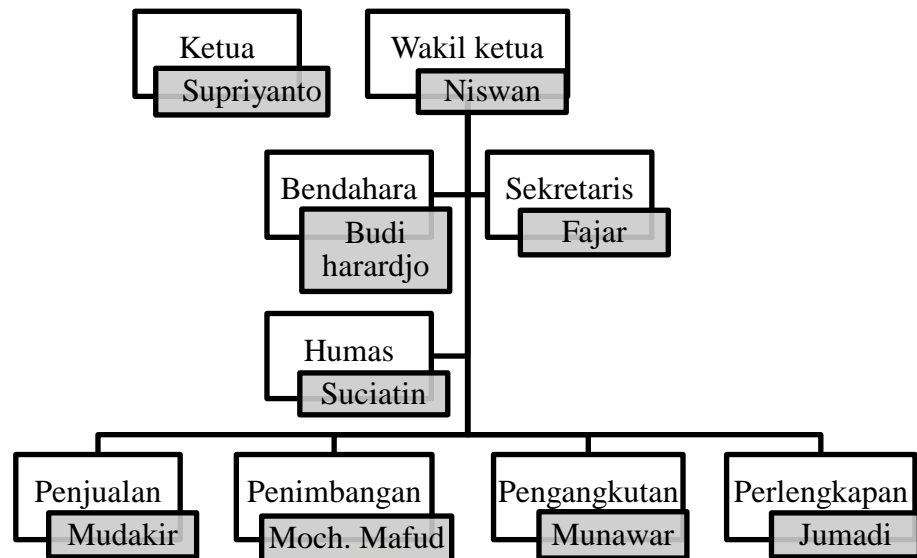 Ketua
Supriyanto
Wakil ketua
Niswan
Bendahara
Budi
harardjo
Sekretaris
Fajar
Humas
Suciatin
Penjualan
Mudakir
Penimbangan
Moch. Mafud
Pengangkutan
Munawar
Perlengkapan
Jumadi